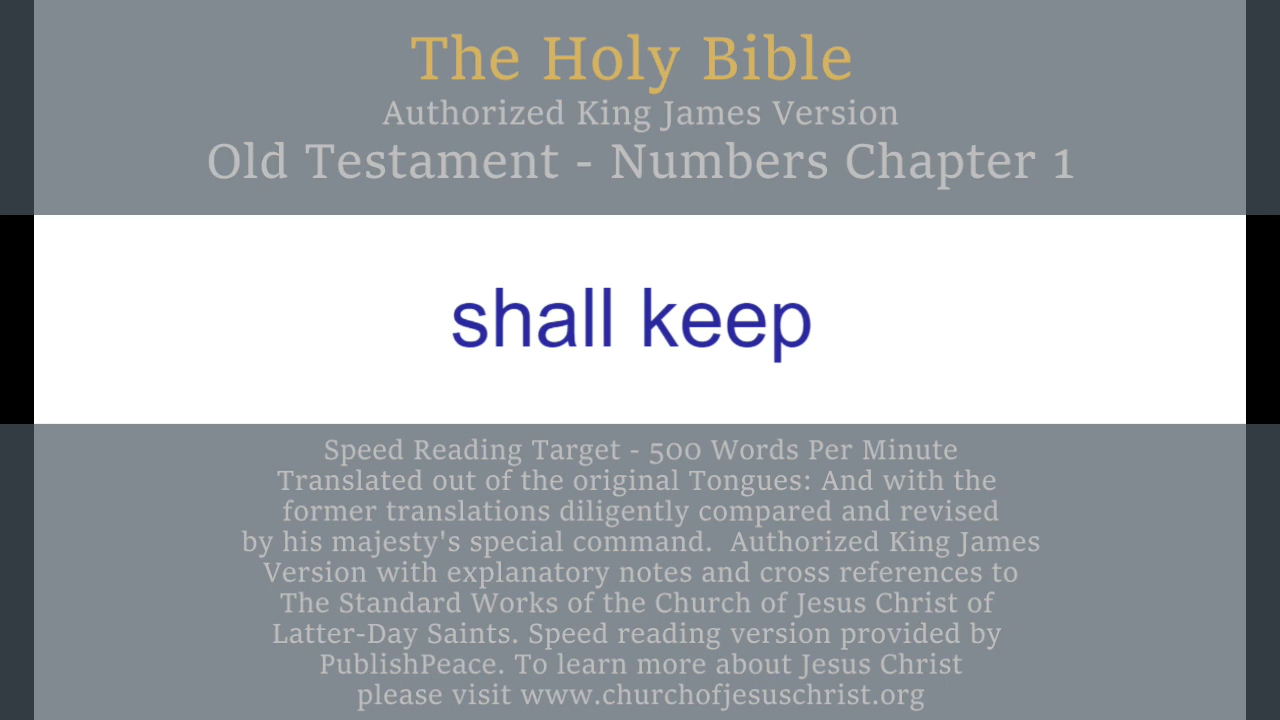 The Holy Bible
Authorized King James Version
Old Testament - Numbers Chapter 1
shall keep
Speed Reading Target - 500 Words Per Minute
Translated out of the original Tongues: And with the
former translations diligently compared and revised
by his majesty's special command.  Authorized King James
Version with explanatory notes and cross references to
The Standard Works of the Church of Jesus Christ of
Latter-Day Saints. Speed reading version provided by
PublishPeace. To learn more about Jesus Christ
please visit www.churchofjesuschrist.org